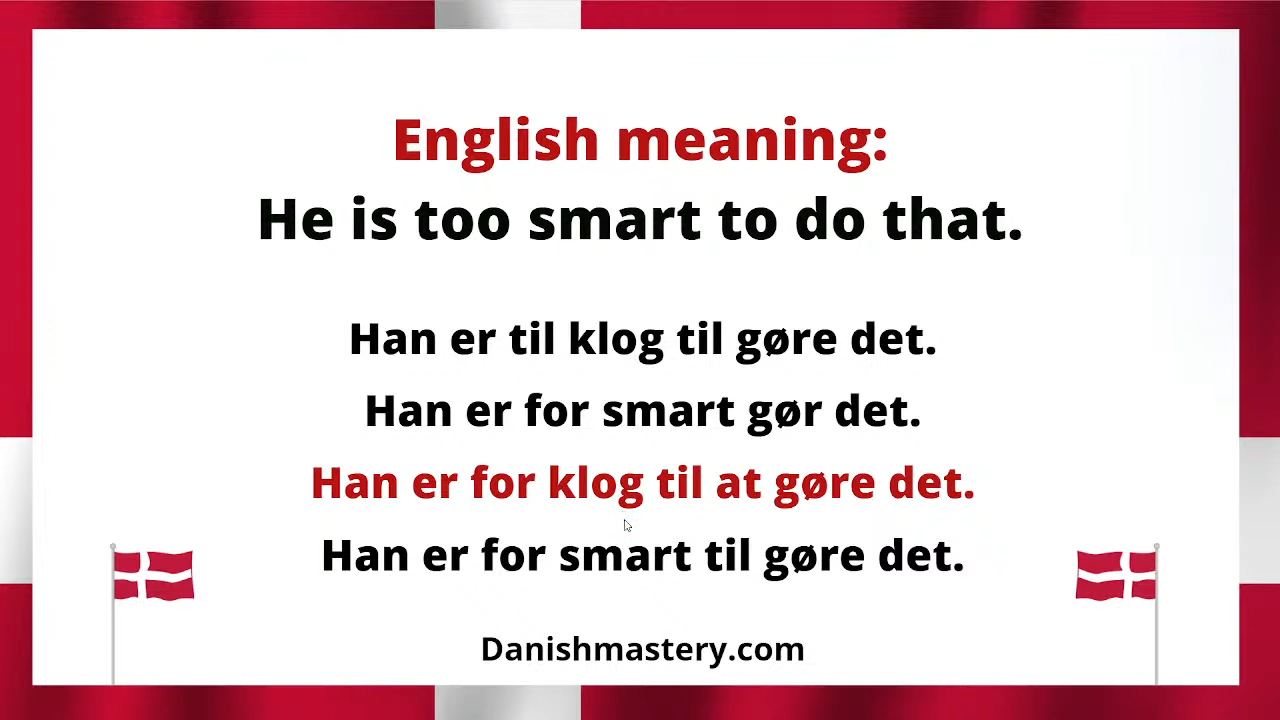 English meaning:
He is too smart to do that.
Han er til klog til gøre det.
Han er for smart gør det.
Han er for klog til at gøre det.
Han er for smart til gøre det.
Danishmastery.com